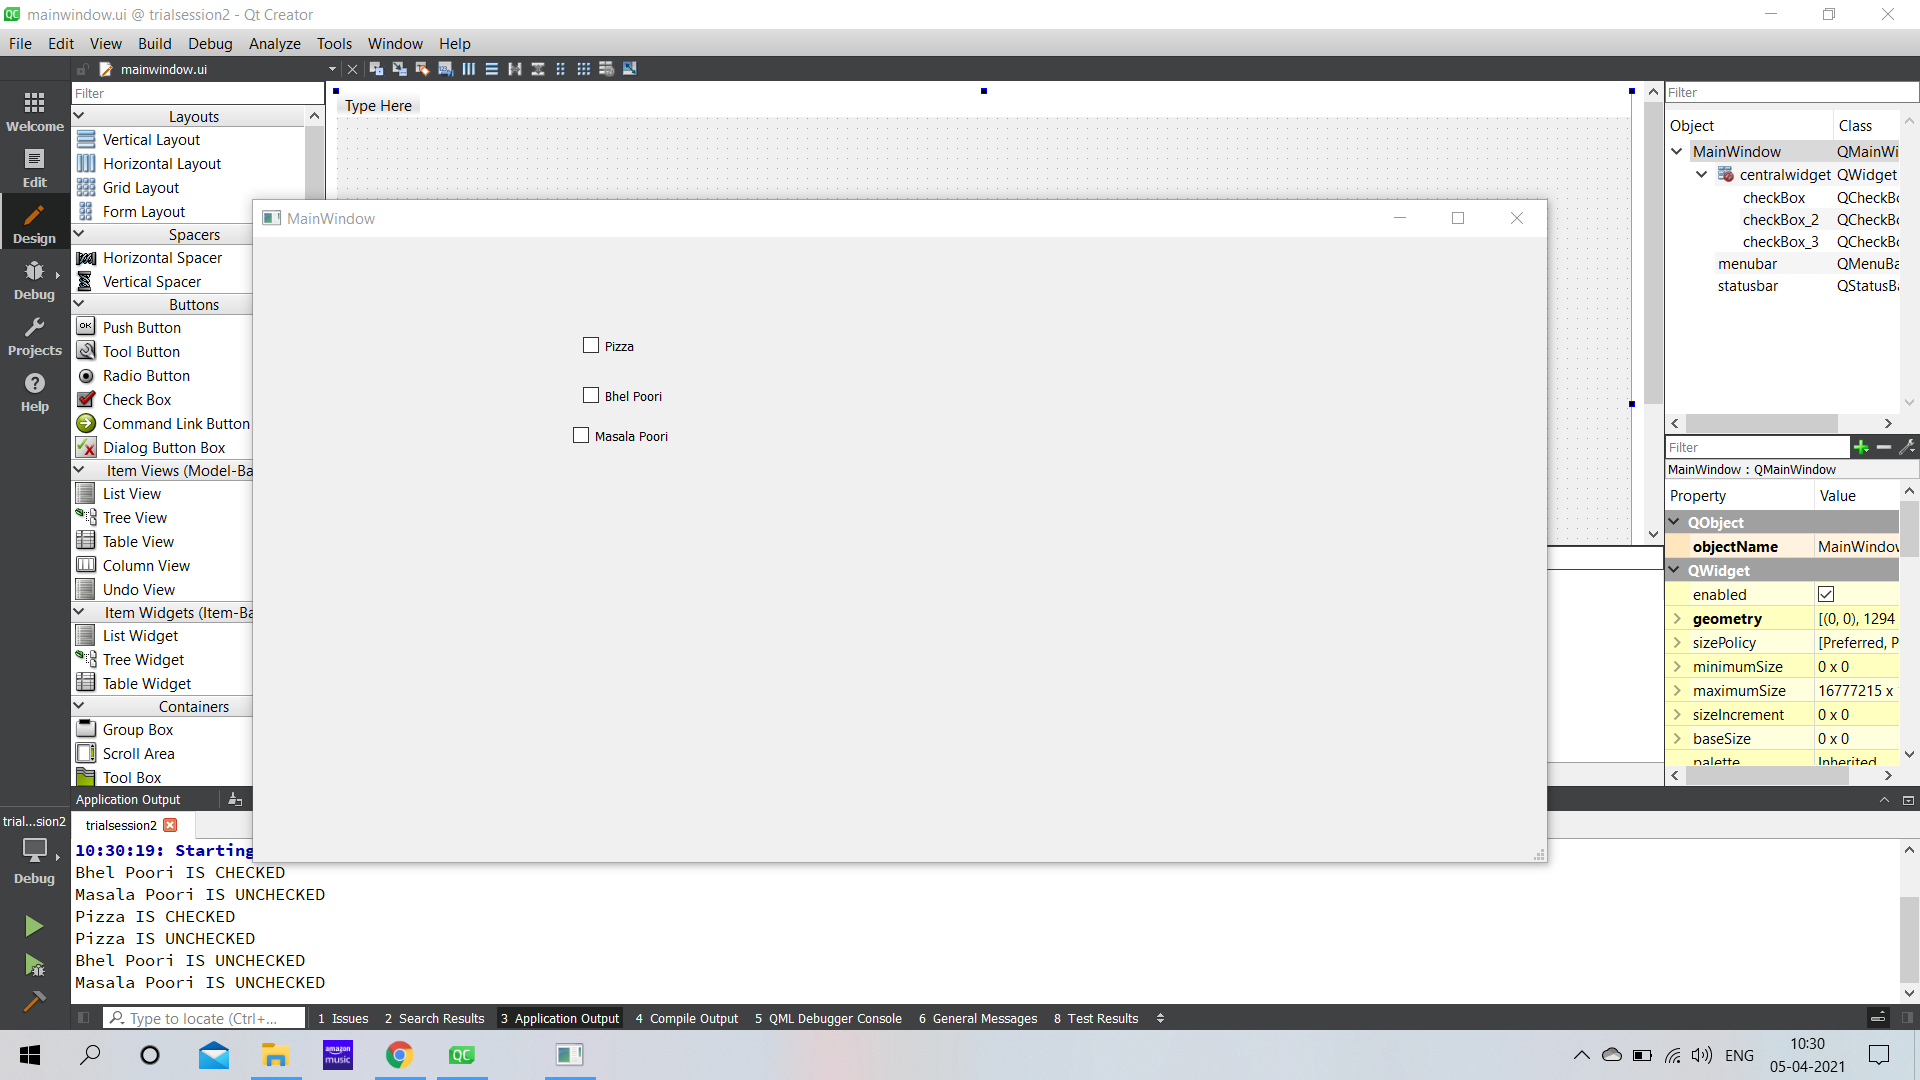 mainwindow.ui @ trialsession2 - Qt Creator
File Edit View Build Debug Analyze Tools Window Help
mainwindow.ui
Filter
Type Here
Filter
Welcome
Edit
Design
Debug
Projects
Help
Layouts
Vertical Layout
Horizontal Layout
Grid Layout
Form Layout
Spacers
Horizontal Spacer
Vertical Spacer
Buttons
Push Button
Tool Button
Radio Button
Check Box
Command Link Button
Dialog Button Box
Item Views (Model-Ba
List View
Tree View
Table View
Column View
Undo View
Item Widgets (Item-Ba
List Widget
Tree Widget
Table Widget
Containers
Group Box
Scroll Area
Tool Box
MainWindow
Pizza
Bhel Poori
Masala Poori
Object Class
MainWindow QMainWi
centralwidget QWidget
checkBox QCheckBo
checkBox_2 QCheckBo
checkBox_3 QCheckBo
menubar QMenuBa
statusbar QStatusBa
Filter
MainWindow : QMainWindow
Property Value
QObject
objectName MainWindow
QWidget
enabled
geometry [(0, 0), 1294
sizePolicy [Preferred, P
minimumSize 0 x 0
maximumSize 16777215 x
sizeIncrement 0 x 0
baseSize 0 x 0
palette Inherited
Application Output
trial...sion2
Debug
trialsession2
10:30:19: Starting
Bhel Poori IS CHECKED
Masala Poori IS UNCHECKED
Pizza IS CHECKED
Pizza IS UNCHECKED
Bhel Poori IS UNCHECKED
Masala Poori IS UNCHECKED
Type to locate (Ctrl+...
1 Issues 2 Search Results 3 Application Output 4 Compile Output 5 QML Debugger Console 6 General Messages 8 Test Results
amazon music
QC
ENG
10:30
05-04-2021